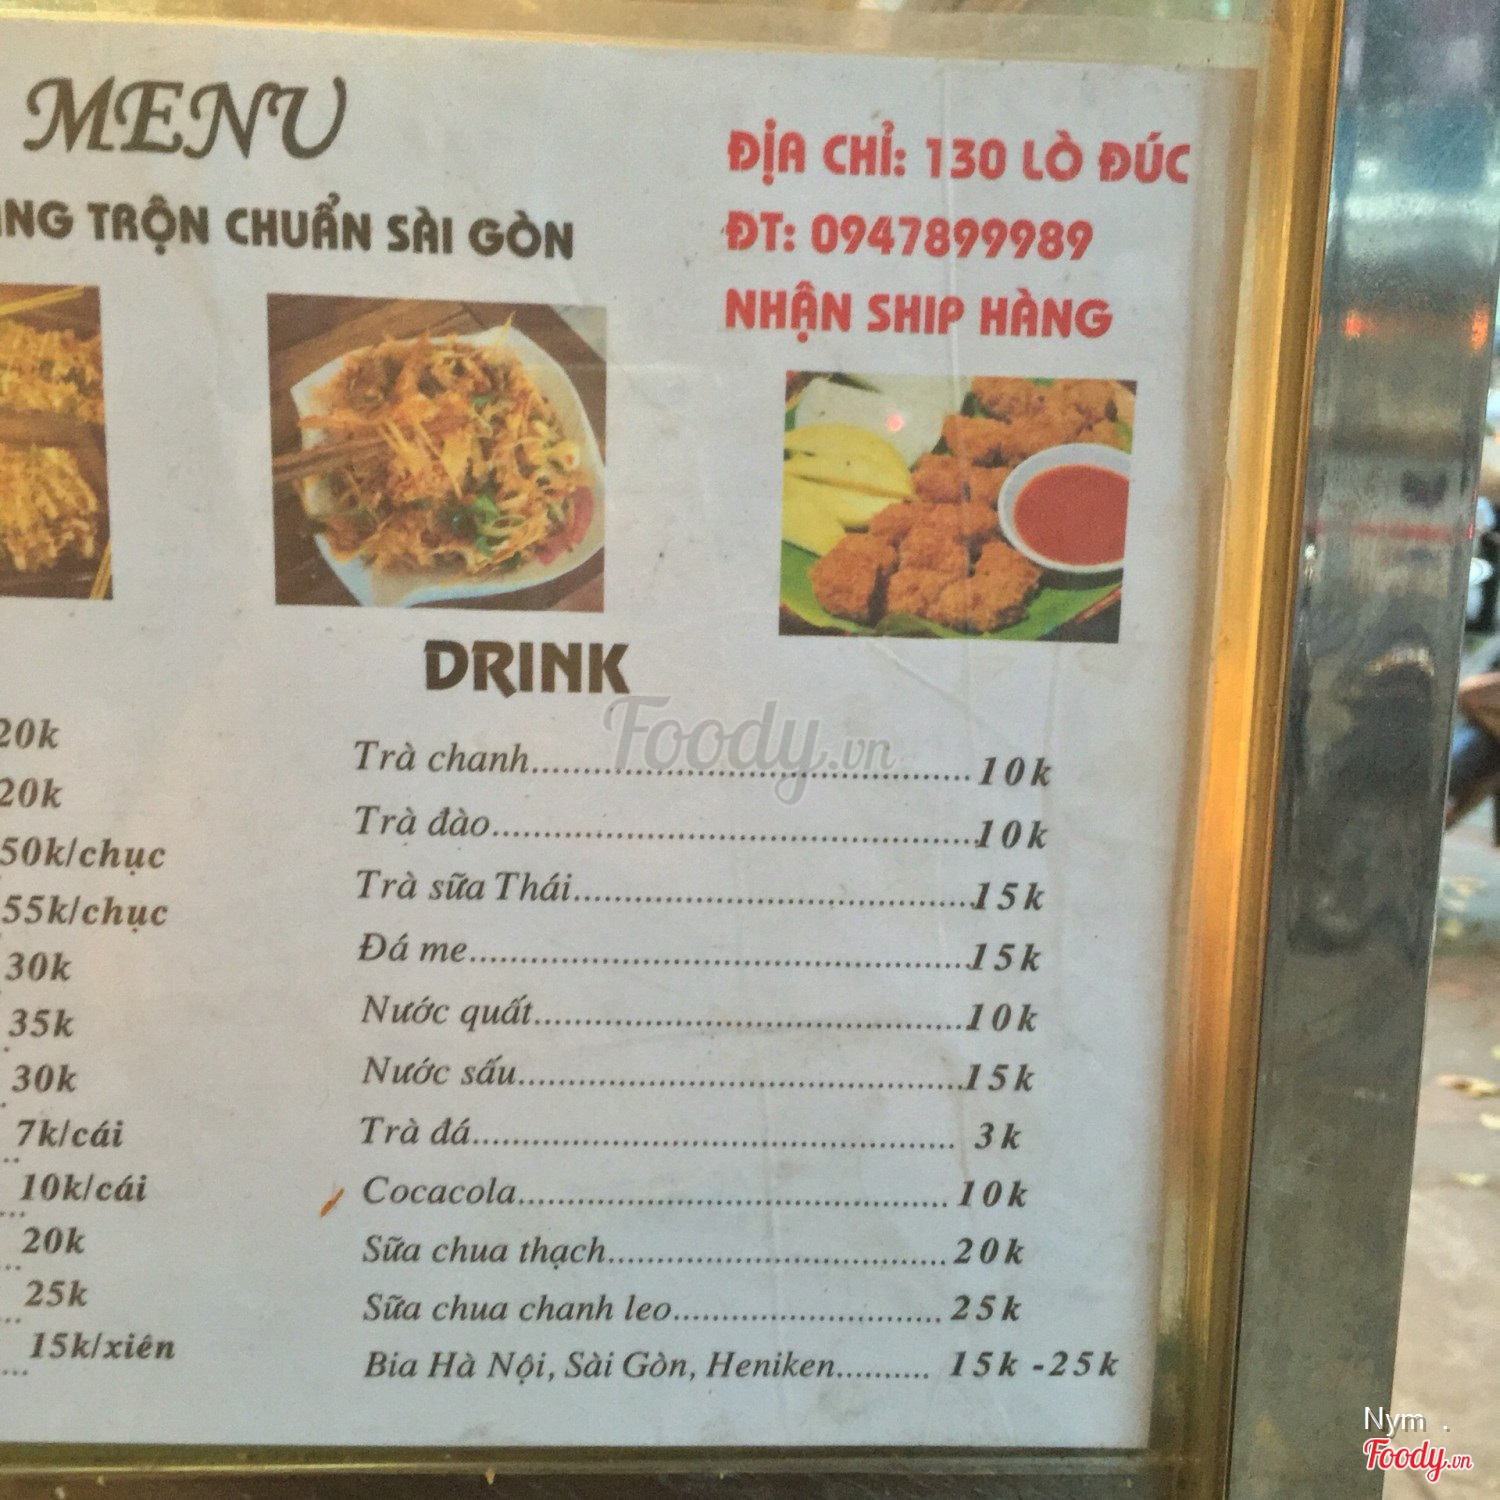 MENU
TRỘN CHUẨN SÀI GÒN
ĐỊA CHỈ: 130 LÒ ĐÚC
ĐT: 0947899989
NHẬN SHIP HÀNG
20k
20k
50k/chục
55k/chục
30k
35k
30k
7k/cái
10k/cái
20k
25k
15k/xiên
DRINK
Trà chanh 10k
Trà đào 10k
Trà sữa Thái 15k
Đá me 15k
Nước quất 10k
Nước sấu 15k
Trà đá 3k
Cocacola 10k
Sữa chua thạch 20k
Sữa chua chanh leo 25k
Bia Hà Nội, Sài Gòn, Heniken 15k - 25k
Foody.vn
Nym .
Foody.vn